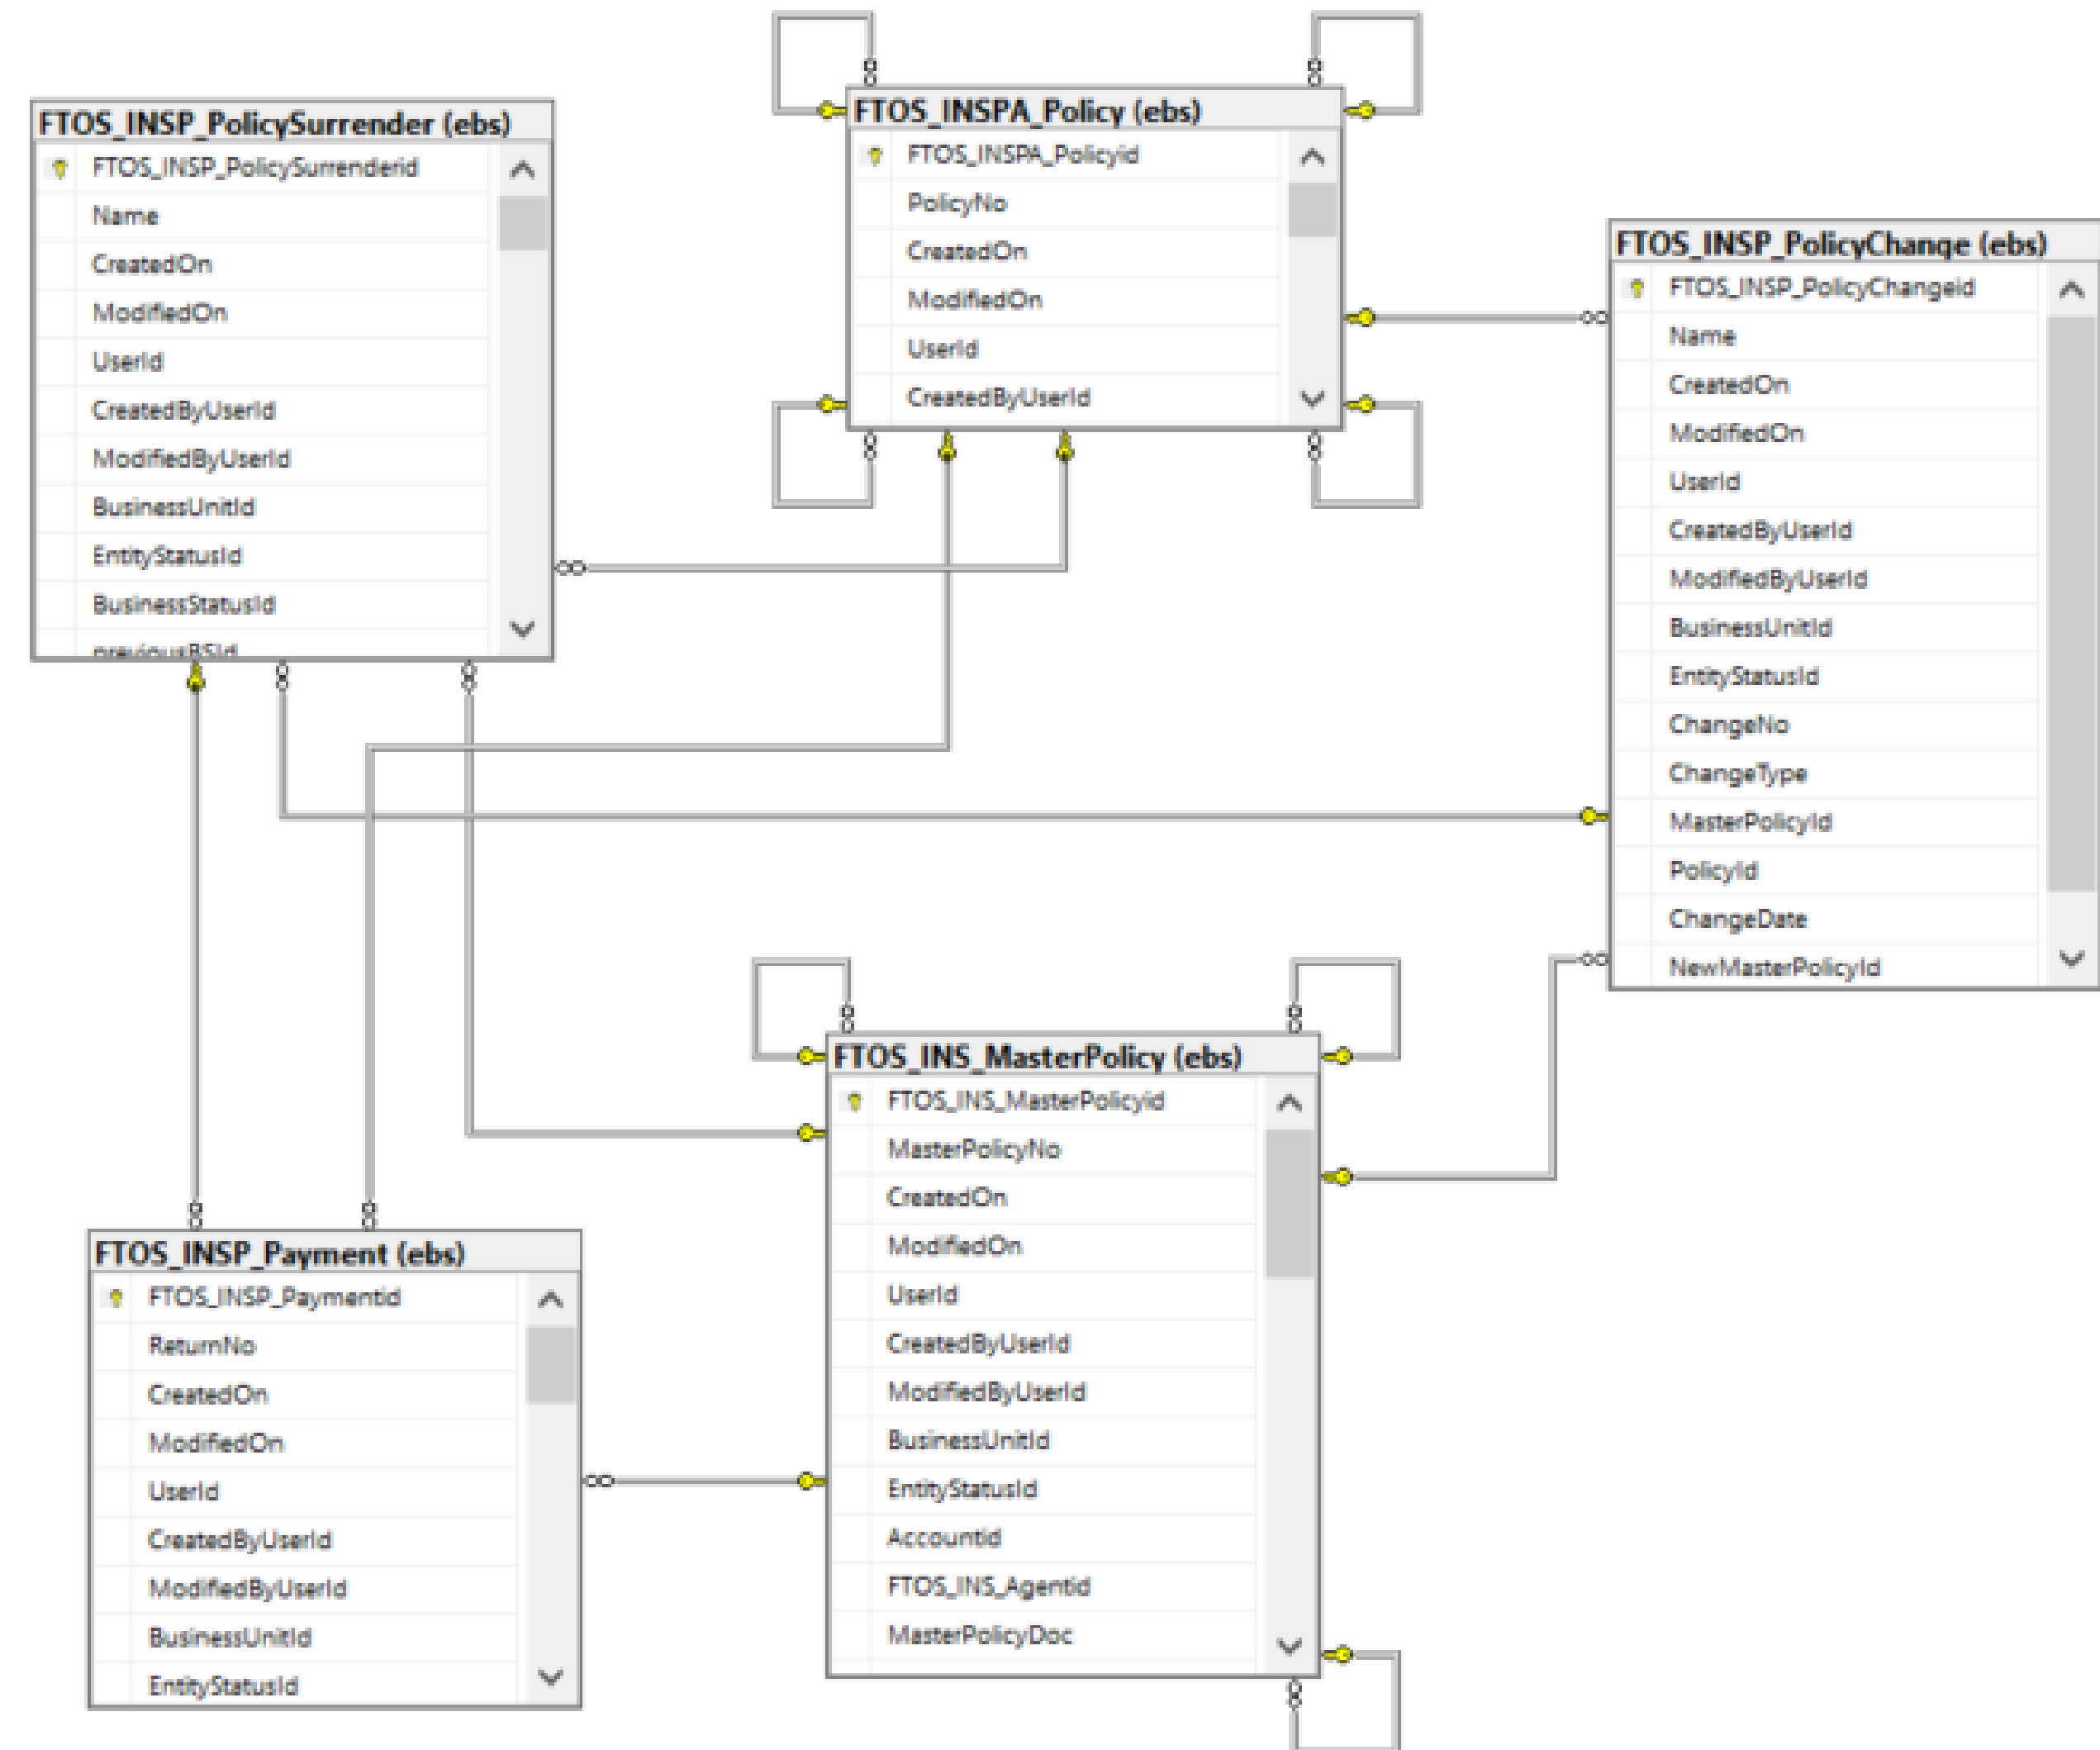 FTOS_INSP_PolicySurrender (ebs)
FTOS_INSP_PolicySurrenderid
Name
CreatedOn
ModifiedOn
UserId
CreatedByUserId
ModifiedByUserId
BusinessUnitId
EntityStatusId
BusinessStatusId
previousBSId
FTOS_INSPA_Policy (ebs)
FTOS_INSPA_Policyid
PolicyNo
CreatedOn
ModifiedOn
UserId
CreatedByUserId
FTOS_INSP_PolicyChange (ebs)
FTOS_INSP_PolicyChangeid
Name
CreatedOn
ModifiedOn
UserId
CreatedByUserId
ModifiedByUserId
BusinessUnitId
EntityStatusId
ChangeNo
ChangeType
MasterPolicyId
PolicyId
ChangeDate
NewMasterPolicyId
FTOS_INSP_Payment (ebs)
FTOS_INSP_Paymentid
ReturnNo
CreatedOn
ModifiedOn
UserId
CreatedByUserId
ModifiedByUserId
BusinessUnitId
EntityStatusId
FTOS_INS_MasterPolicy (ebs)
FTOS_INS_MasterPolicyid
MasterPolicyNo
CreatedOn
ModifiedOn
UserId
CreatedByUserId
ModifiedByUserId
BusinessUnitId
EntityStatusId
Accountid
FTOS_INS_Agentid
MasterPolicyDoc